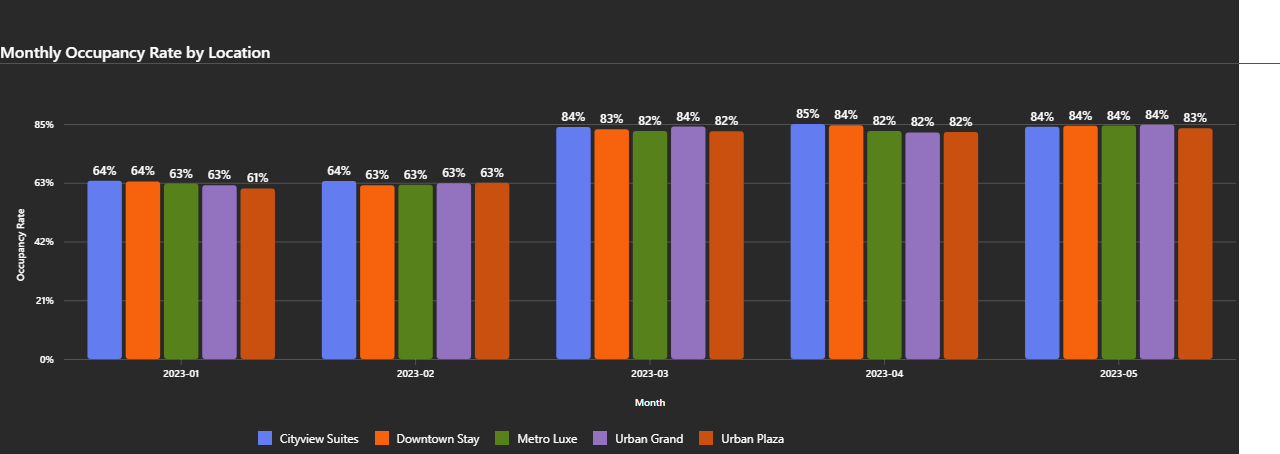 Monthly Occupancy Rate by Location
84% 83% 82% 84% 82% 85% 84% 82% 82% 82% 84% 84% 84% 84% 83%
85%
64% 64% 63% 63% 61% 64% 63% 63% 63% 63%
63%
Occupancy Rate
42%
21%
0%
2023-01 2023-02 2023-03 2023-04 2023-05
Month
Cityview Suites Downtown Stay Metro Luxe Urban Grand Urban Plaza